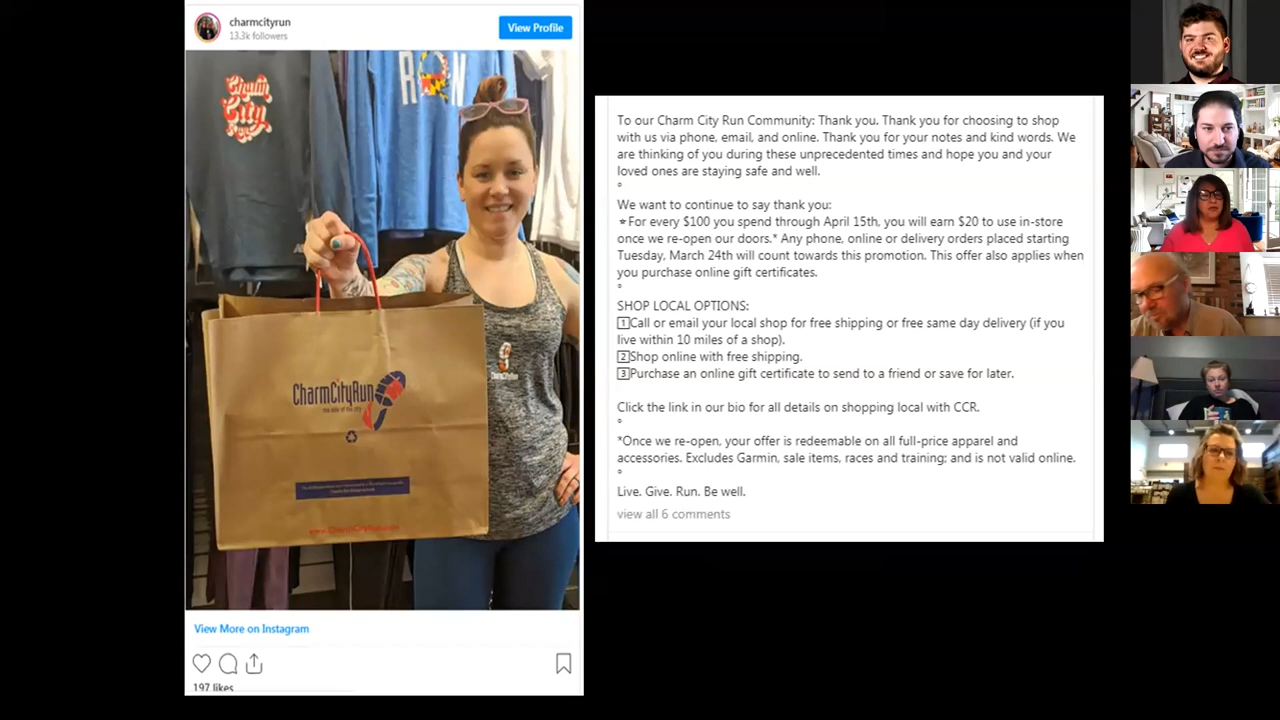 charmcityrun
13.3k followers
View Profile
Charm
City
Run
CharmCityRun
the sole of the city
CharmCityRun
www.CharmCityRun.com
View More on Instagram
197 likes
To our Charm City Run Community: Thank you. Thank you for choosing to shop
with us via phone, email, and online. Thank you for your notes and kind words. We
are thinking of you during these unprecedented times and hope you and your
loved ones are staying safe and well.
We want to continue to say thank you:
⭐For every $100 you spend through April 15th, you will earn $20 to use in-store
once we re-open our doors.* Any phone, online or delivery orders placed starting
Tuesday, March 24th will count towards this promotion. This offer also applies when
you purchase online gift certificates.
SHOP LOCAL OPTIONS:
1️⃣Call or email your local shop for free shipping or free same day delivery (if you
live within 10 miles of a shop).
2️⃣Shop online with free shipping.
3️⃣Purchase an online gift certificate to send to a friend or save for later.
Click the link in our bio for all details on shopping local with CCR.
*Once we re-open, your offer is redeemable on all full-price apparel and
accessories. Excludes Garmin, sale items, races and training; and is not valid online.
Live. Give. Run. Be well.
view all 6 comments